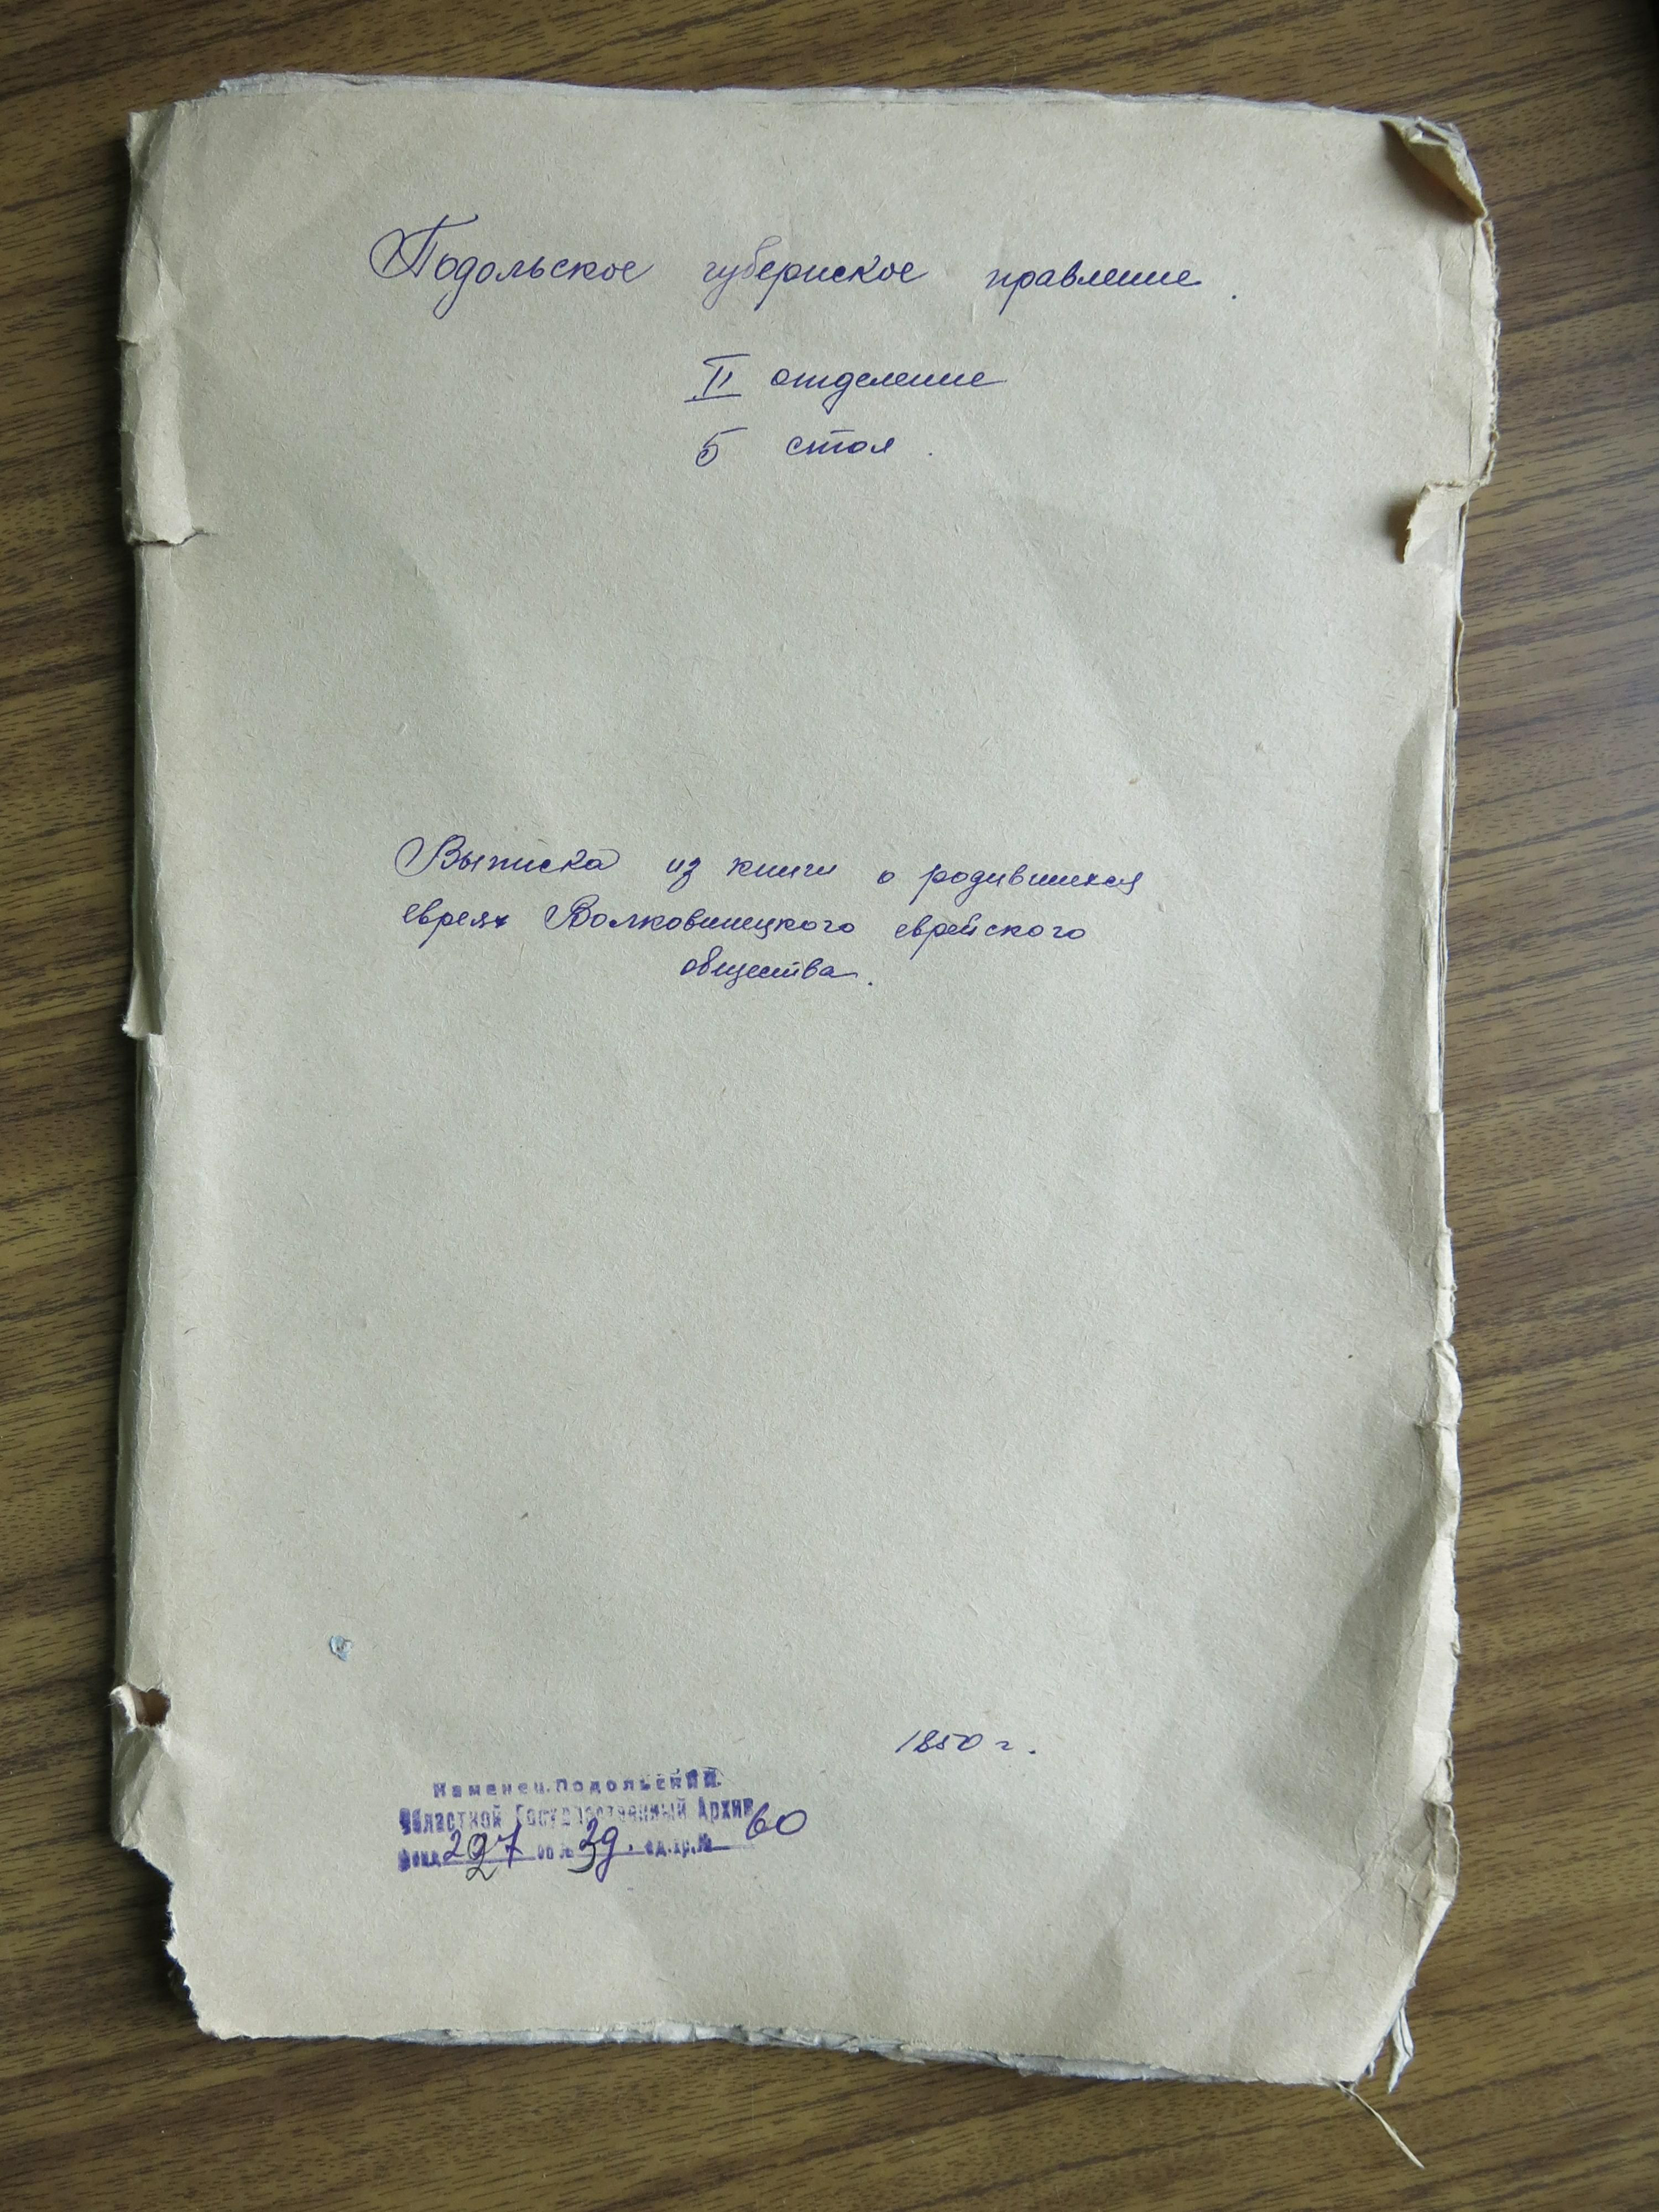 Подольское губернское правление.
II отделение
5 стол.
Выписка из книги о родившихся
евреях Волковинецкого еврейского
общества.
1850 г.
Каменец. Подольский
Областной Государственный Архив
фонд 227 оп № ед.хр.№ 60